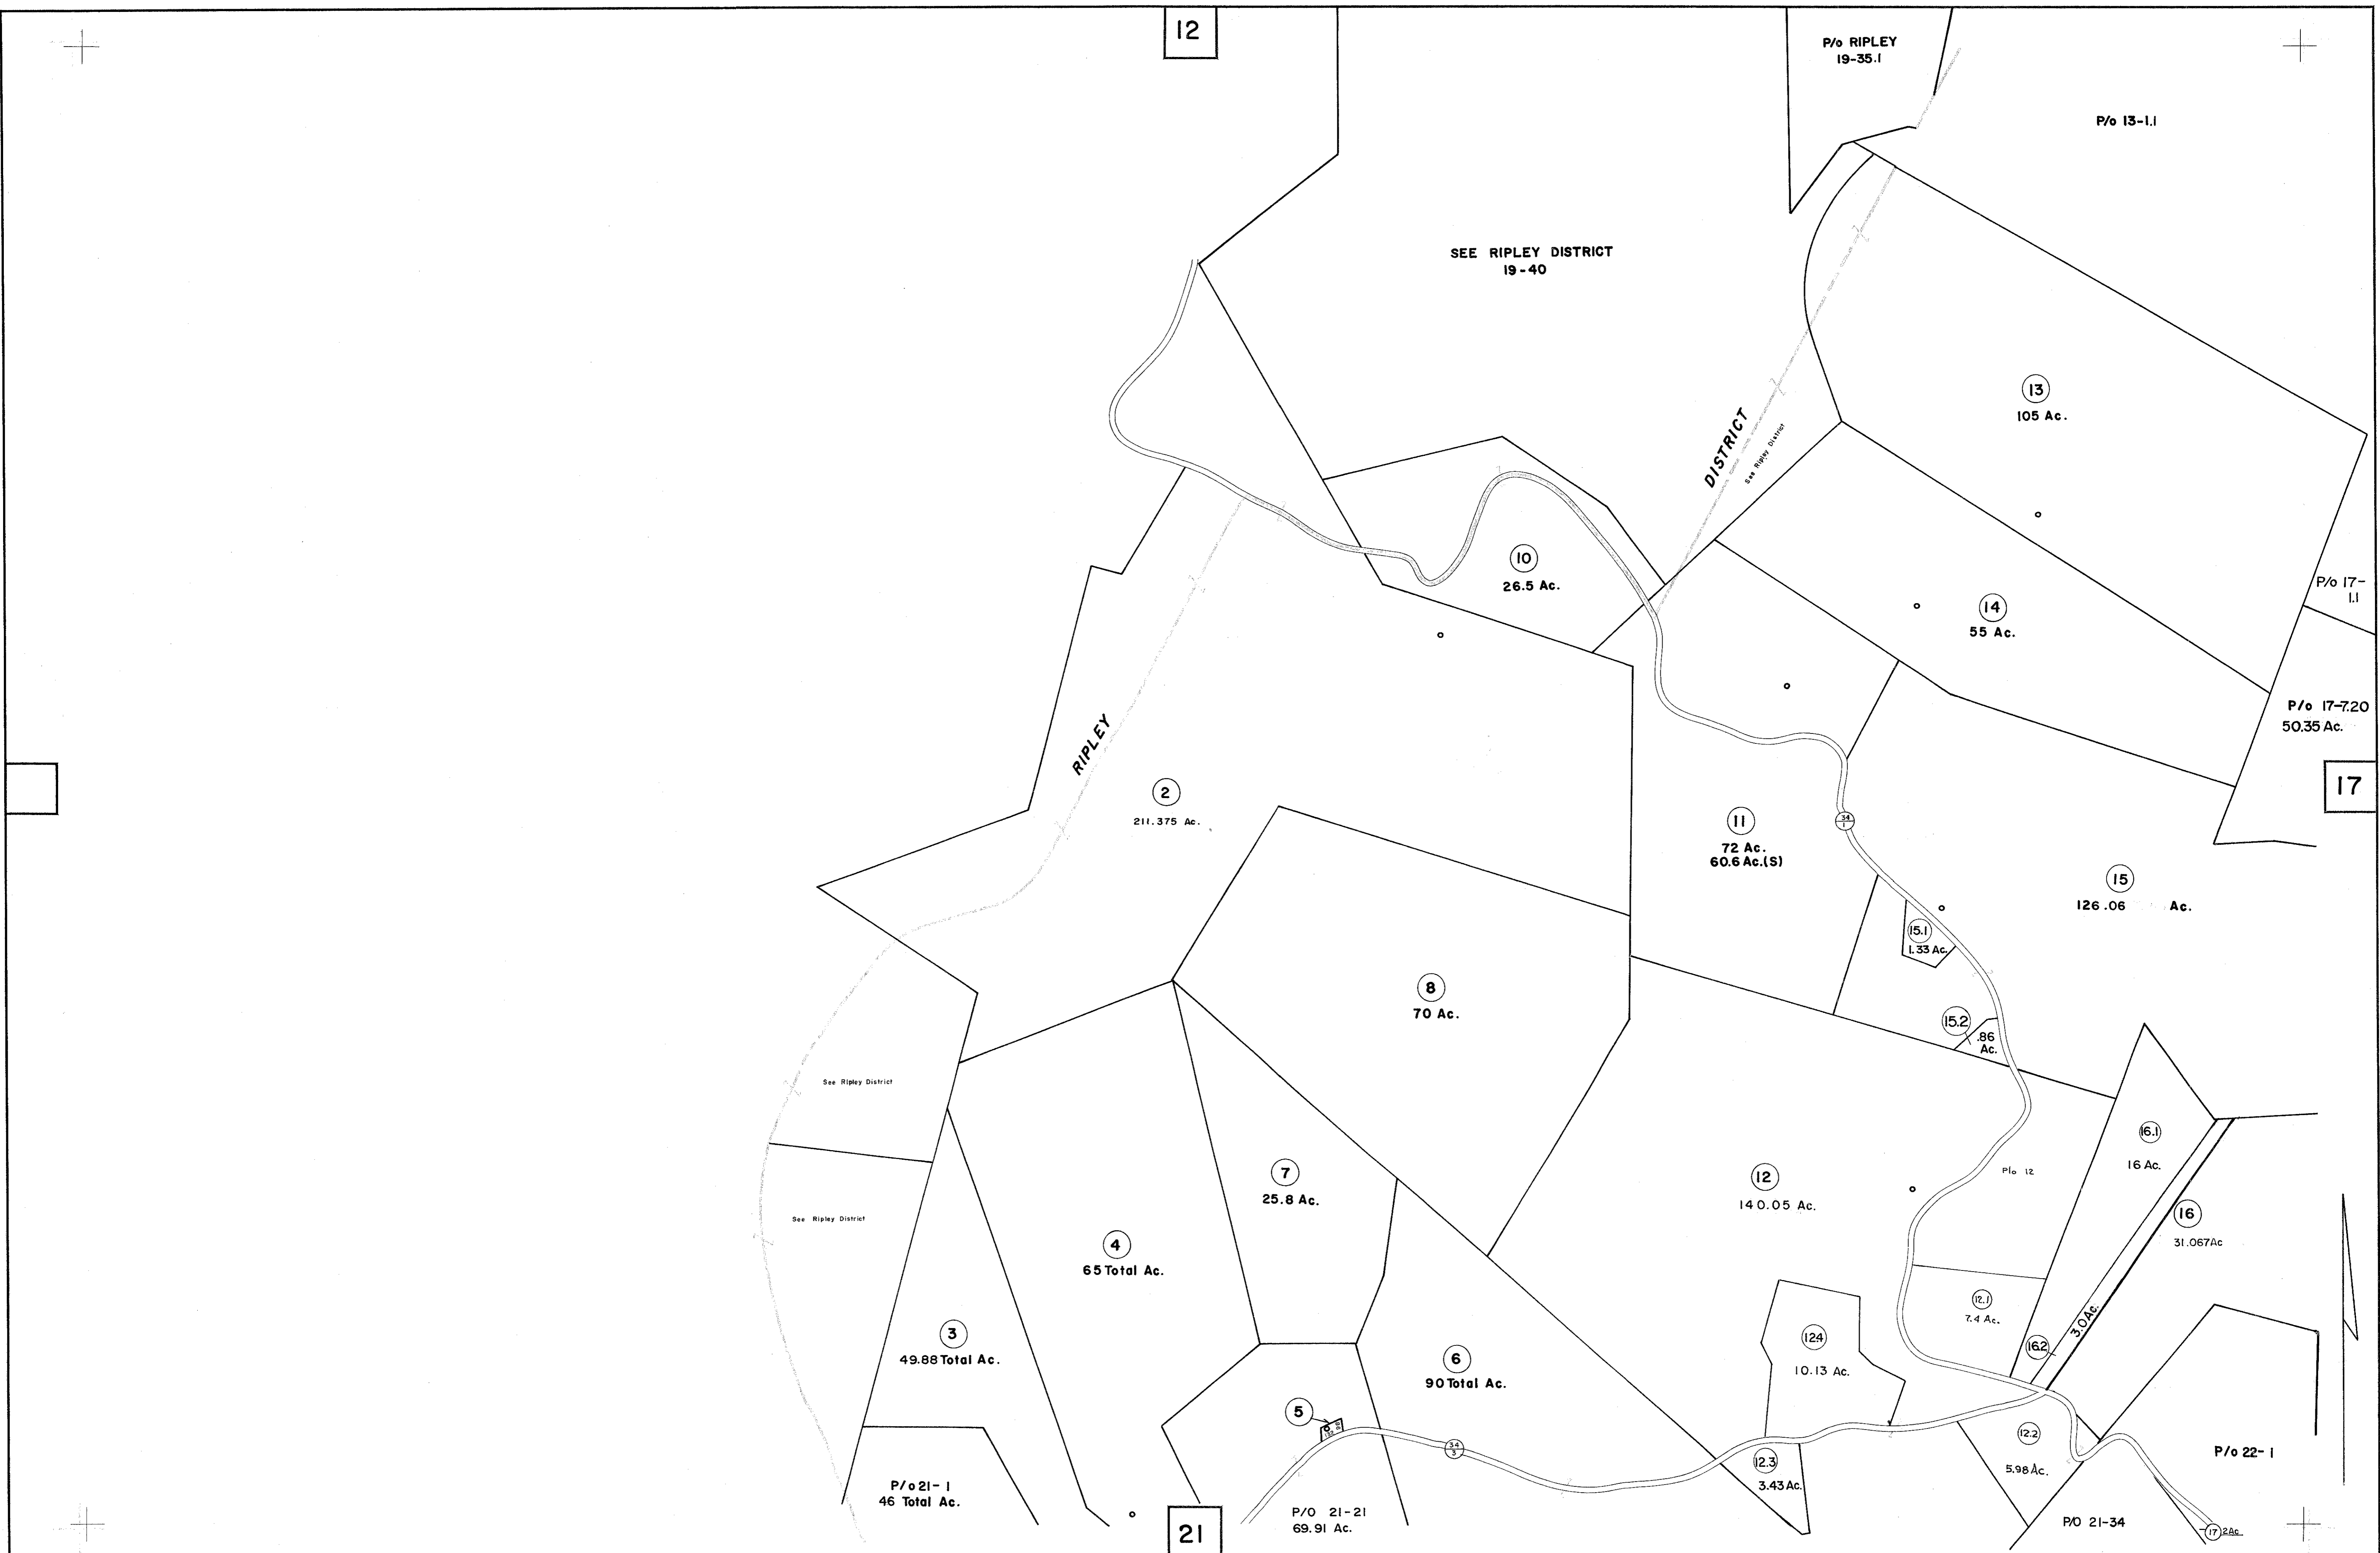 12
P/o RIPLEY
19-35.1
P/o 13-1.1
SEE RIPLEY DISTRICT
19-40
13
105 Ac.
DISTRICT
See Ripley District
10
26.5 Ac.
14
55 Ac.
P/o 17-
1.1
P/o 17-7.20
50.35 Ac.
RIPLEY
2
211.375 Ac.
17
11
72 Ac.
60.6 Ac.(S)
34
1
15
126.06 Ac.
15.1
1.33 Ac.
8
70 Ac.
15.2
.86
Ac.
See Ripley District
16.1
16 Ac.
P/o 12
7
25.8 Ac.
12
140.05 Ac.
See Ripley District
16
31.067Ac
4
65 Total Ac.
12.1
7.4 Ac.
3.0 Ac.
16.2
3
49.88 Total Ac.
6
90 Total Ac.
12.4
10.13 Ac.
5
34
3
12.2
5.98 Ac.
P/o 22-1
12.3
3.43 Ac.
P/o 21-1
46 Total Ac.
21
P/O 21-21
69.91 Ac.
P/O 21-34
17
2Ac